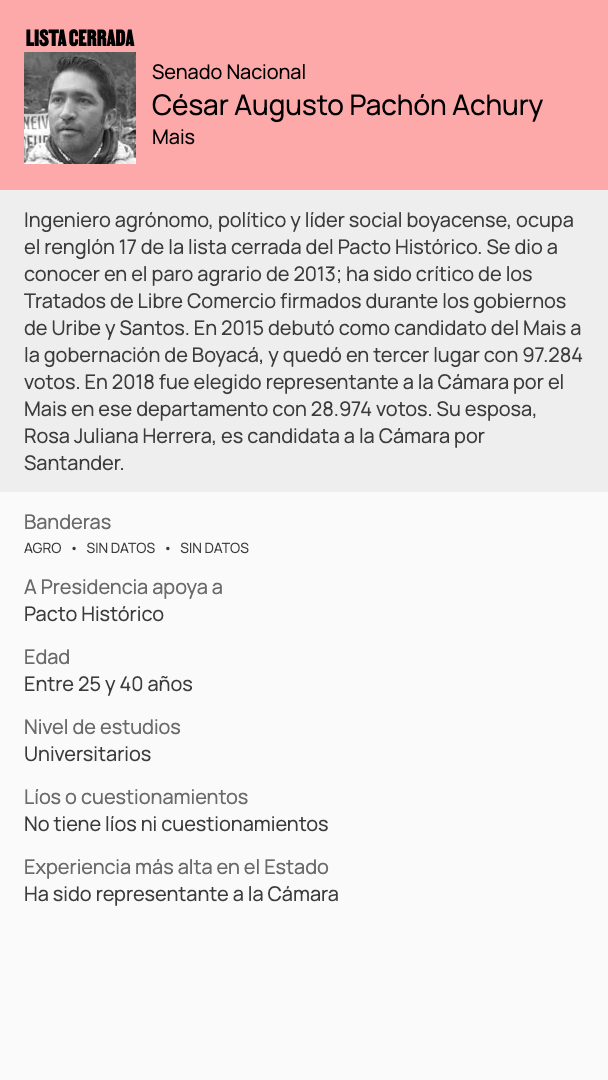 LISTA CERRADA
Senado Nacional
César Augusto Pachón Achury
Mais
Ingeniero agrónomo, político y líder social boyacense, ocupa
el renglón 17 de la lista cerrada del Pacto Histórico. Se dio a
conocer en el paro agrario de 2013; ha sido crítico de los
Tratados de Libre Comercio firmados durante los gobiernos
de Uribe y Santos. En 2015 debutó como candidato del Mais a
la gobernación de Boyacá, y quedó en tercer lugar con 97.284
votos. En 2018 fue elegido representante a la Cámara por el
Mais en ese departamento con 28.974 votos. Su esposa,
Rosa Juliana Herrera, es candidata a la Cámara por
Santander.
Banderas
AGRO • SIN DATOS • SIN DATOS
A Presidencia apoya a
Pacto Histórico
Edad
Entre 25 y 40 años
Nivel de estudios
Universitarios
Líos o cuestionamientos
No tiene líos ni cuestionamientos
Experiencia más alta en el Estado
Ha sido representante a la Cámara